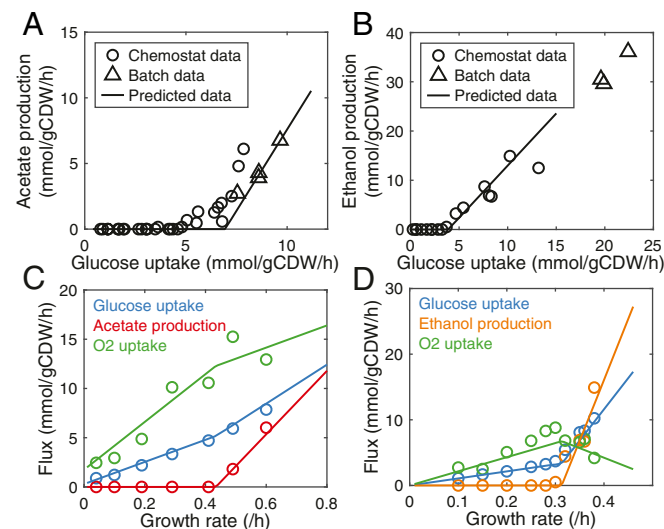 A
Acetate production
(mmol/gCDW/h)
15
10
5
0
Chemostat data
Batch data
Predicted data
0 5 10
Glucose uptake (mmol/gCDW/h)
B
Ethanol production
(mmol/gCDW/h)
40
30
20
10
0
Chemostat data
Batch data
Predicted data
0 5 10 15 20 25
Glucose uptake (mmol/gCDW/h)
C
Flux (mmol/gCDW/h)
20
15
10
5
0
Glucose uptake
Acetate production
O2 uptake
0 0.2 0.4 0.6 0.8
Growth rate (/h)
D
Flux (mmol/gCDW/h)
30
20
10
0
Glucose uptake
Ethanol production
O2 uptake
0 0.1 0.2 0.3 0.4
Growth rate (/h)